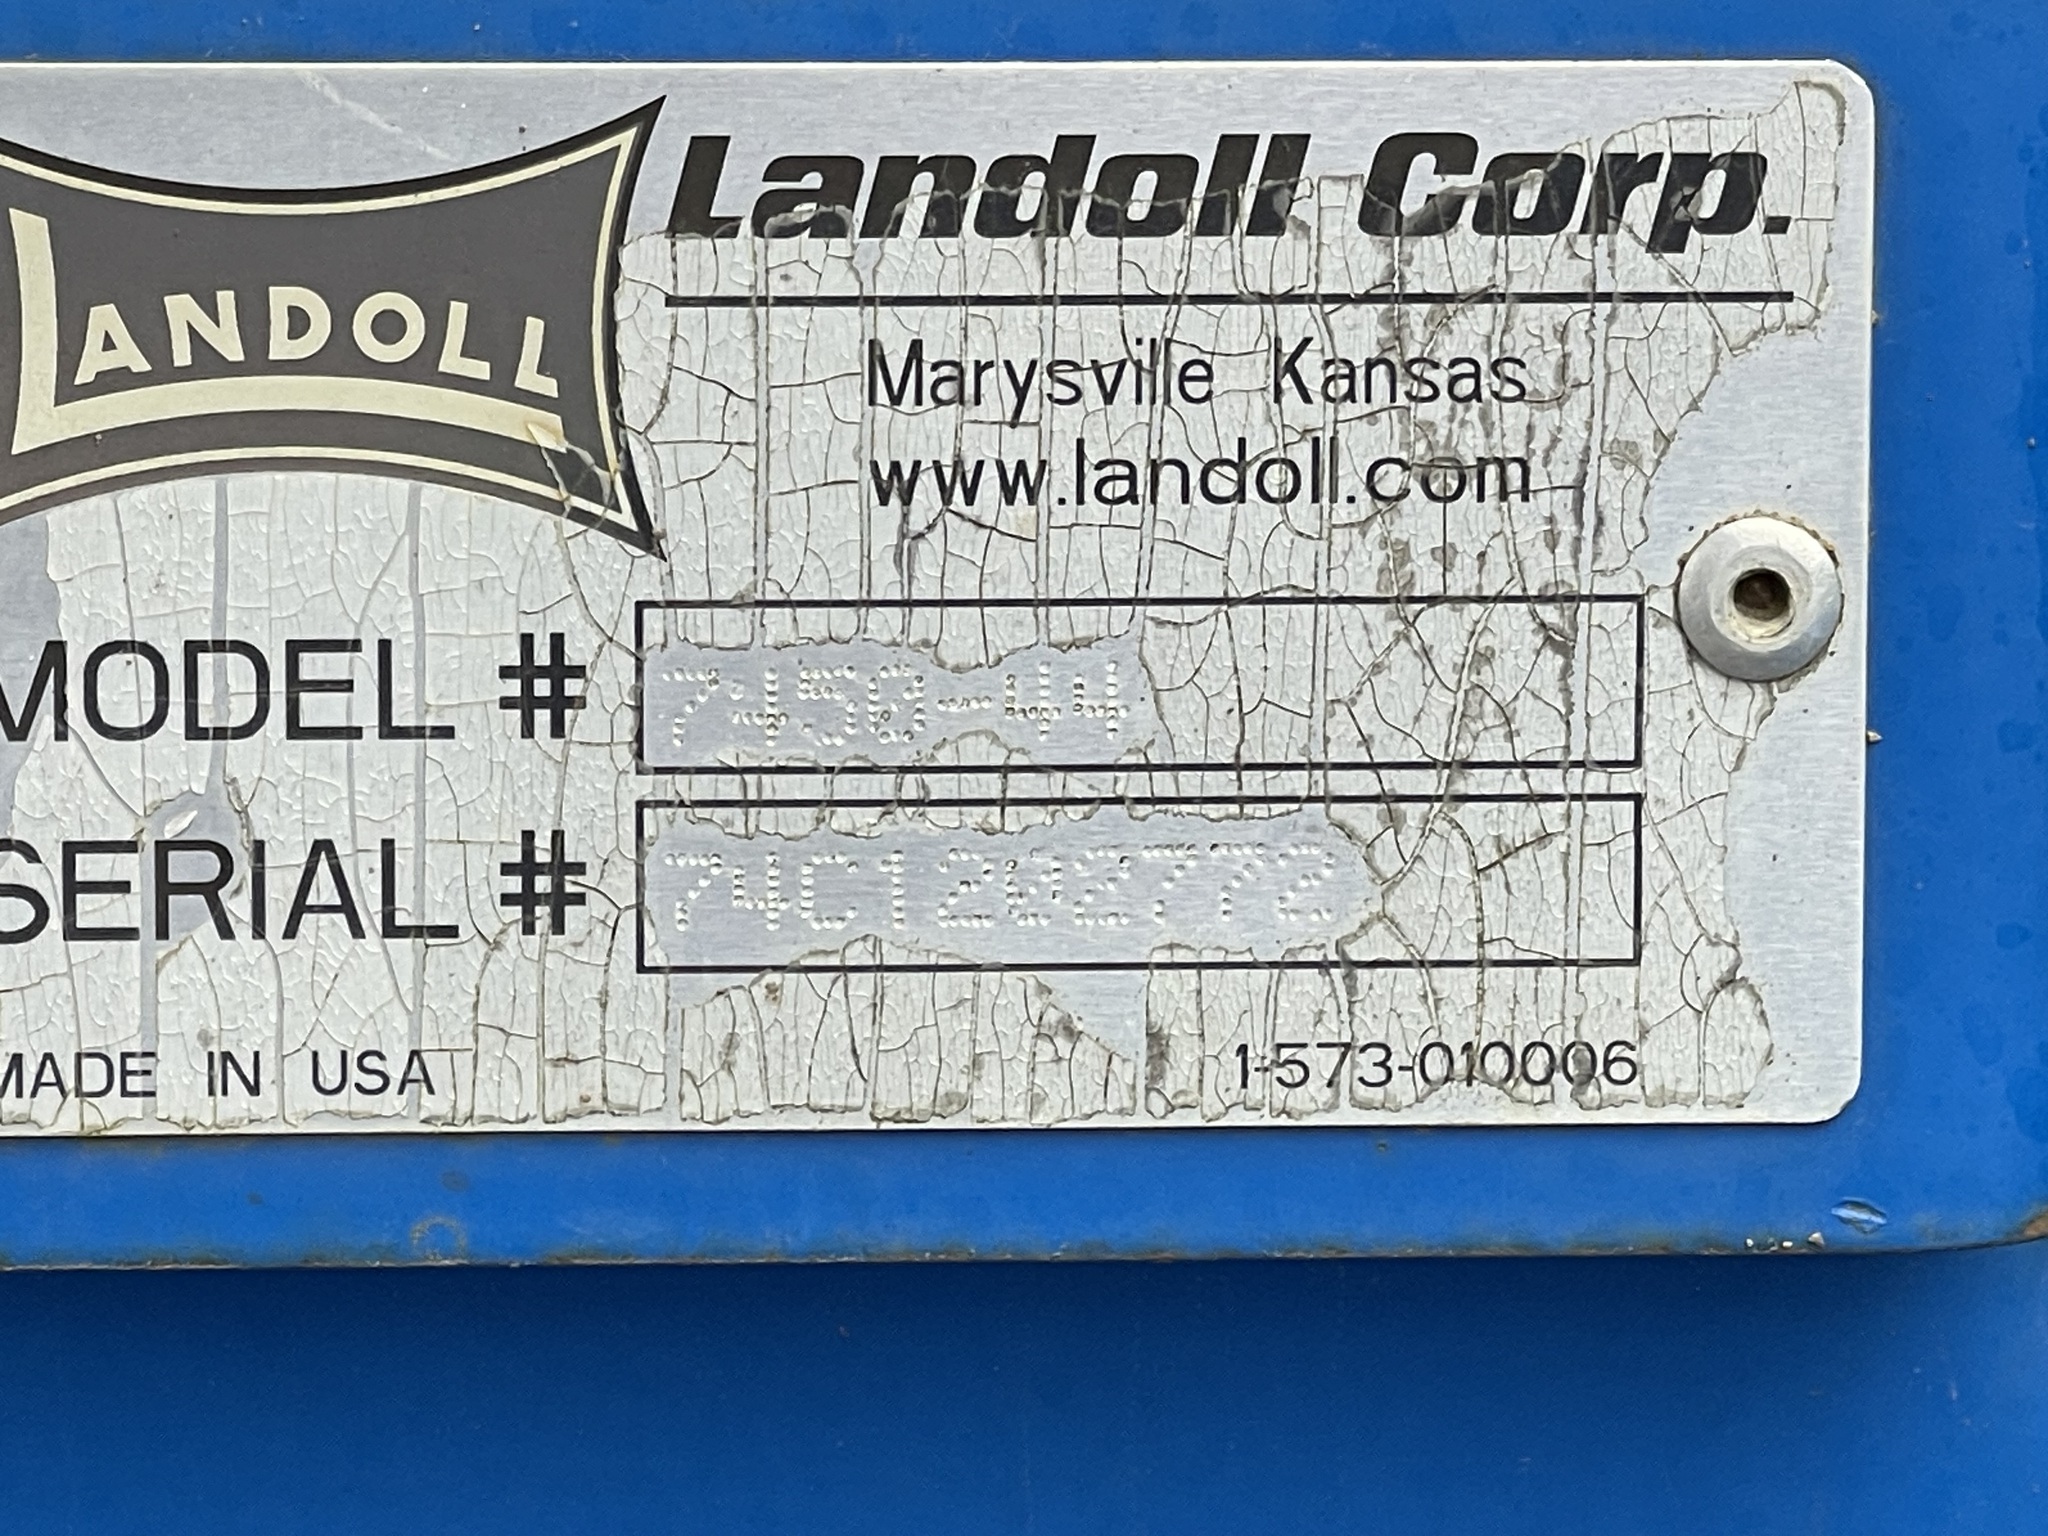 LANDOLL
Landoll Corp.
Marysville Kansas
www.landoll.com
MODEL # 7450-44
SERIAL # 74C1202772
MADE IN USA
1-573-010006